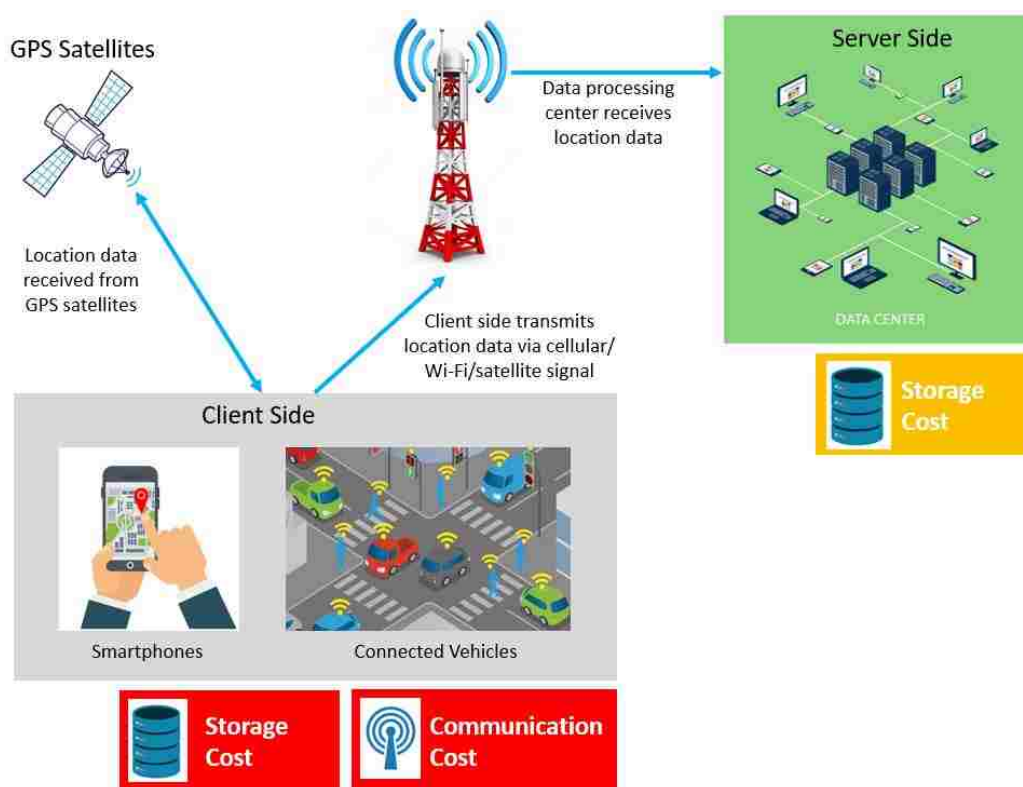 GPS Satellites
Location data
received from
GPS satellites
Data processing
center receives
location data
Server Side
DATA CENTER
Storage
Cost
Client side transmits
location data via cellular/
Wi-Fi/satellite signal
Client Side
Smartphones
Connected Vehicles
Storage
Cost
Communication
Cost